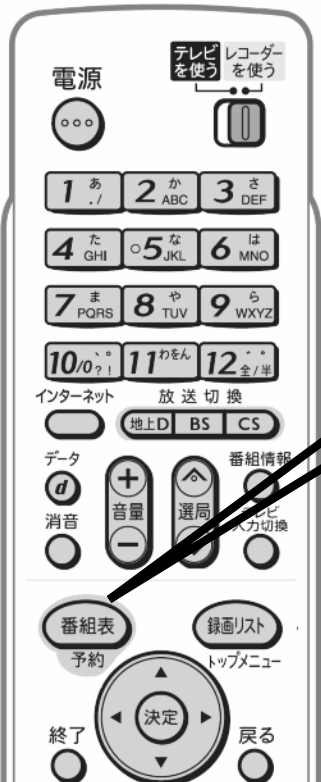 テレビを使う
レコーダーを使う
電源
1 あ ./
2 か ABC
3 さ DEF
4 た GHI
5 な JKL
6 は MNO
7 ま PQRS
8 や TUV
9 ら WXYZ
10/0 ゛゜ ?!
11 わをん
12 ゛゜ 全/半
インターネット
放送切換
地上D BS CS
データ
d
番組情報
消音
+
音量
−
選局
テレビ
入力切換
番組表
予約
録画リスト
トップメニュー
決定
終了
戻る